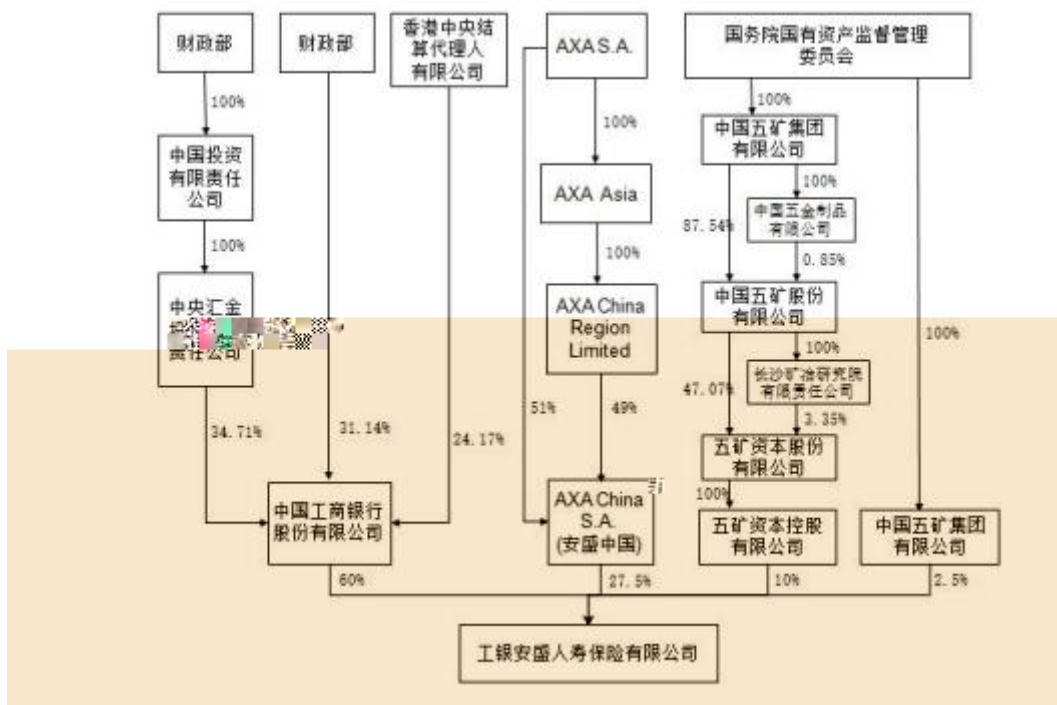 财政部
财政部
香港中央结
算代理人
有限公司
AXA S.A.
国务院国有资产监督管理
委员会
100%
100%
100%
中国投资
有限责任
公司
AXA Asia
中国五矿集团
有限公司
100%
中国五金制品
有限公司
87.54%
0.85%
100%
100%
中央汇金
责任公司
AXA China
Region
Limited
中国五矿股份
有限公司
100%
100%
长沙矿冶研究院
有限责任公司
47.07%
3.35%
34.71%
31.14%
24.17%
51%
49%
五矿资本股份
有限公司
100%
中国工商银行
股份有限公司
AXA China
S.A.
(安盛中国)
五矿资本控股
有限公司
中国五矿集团
有限公司
60%
27.5%
10%
2.5%
工银安盛人寿保险有限公司